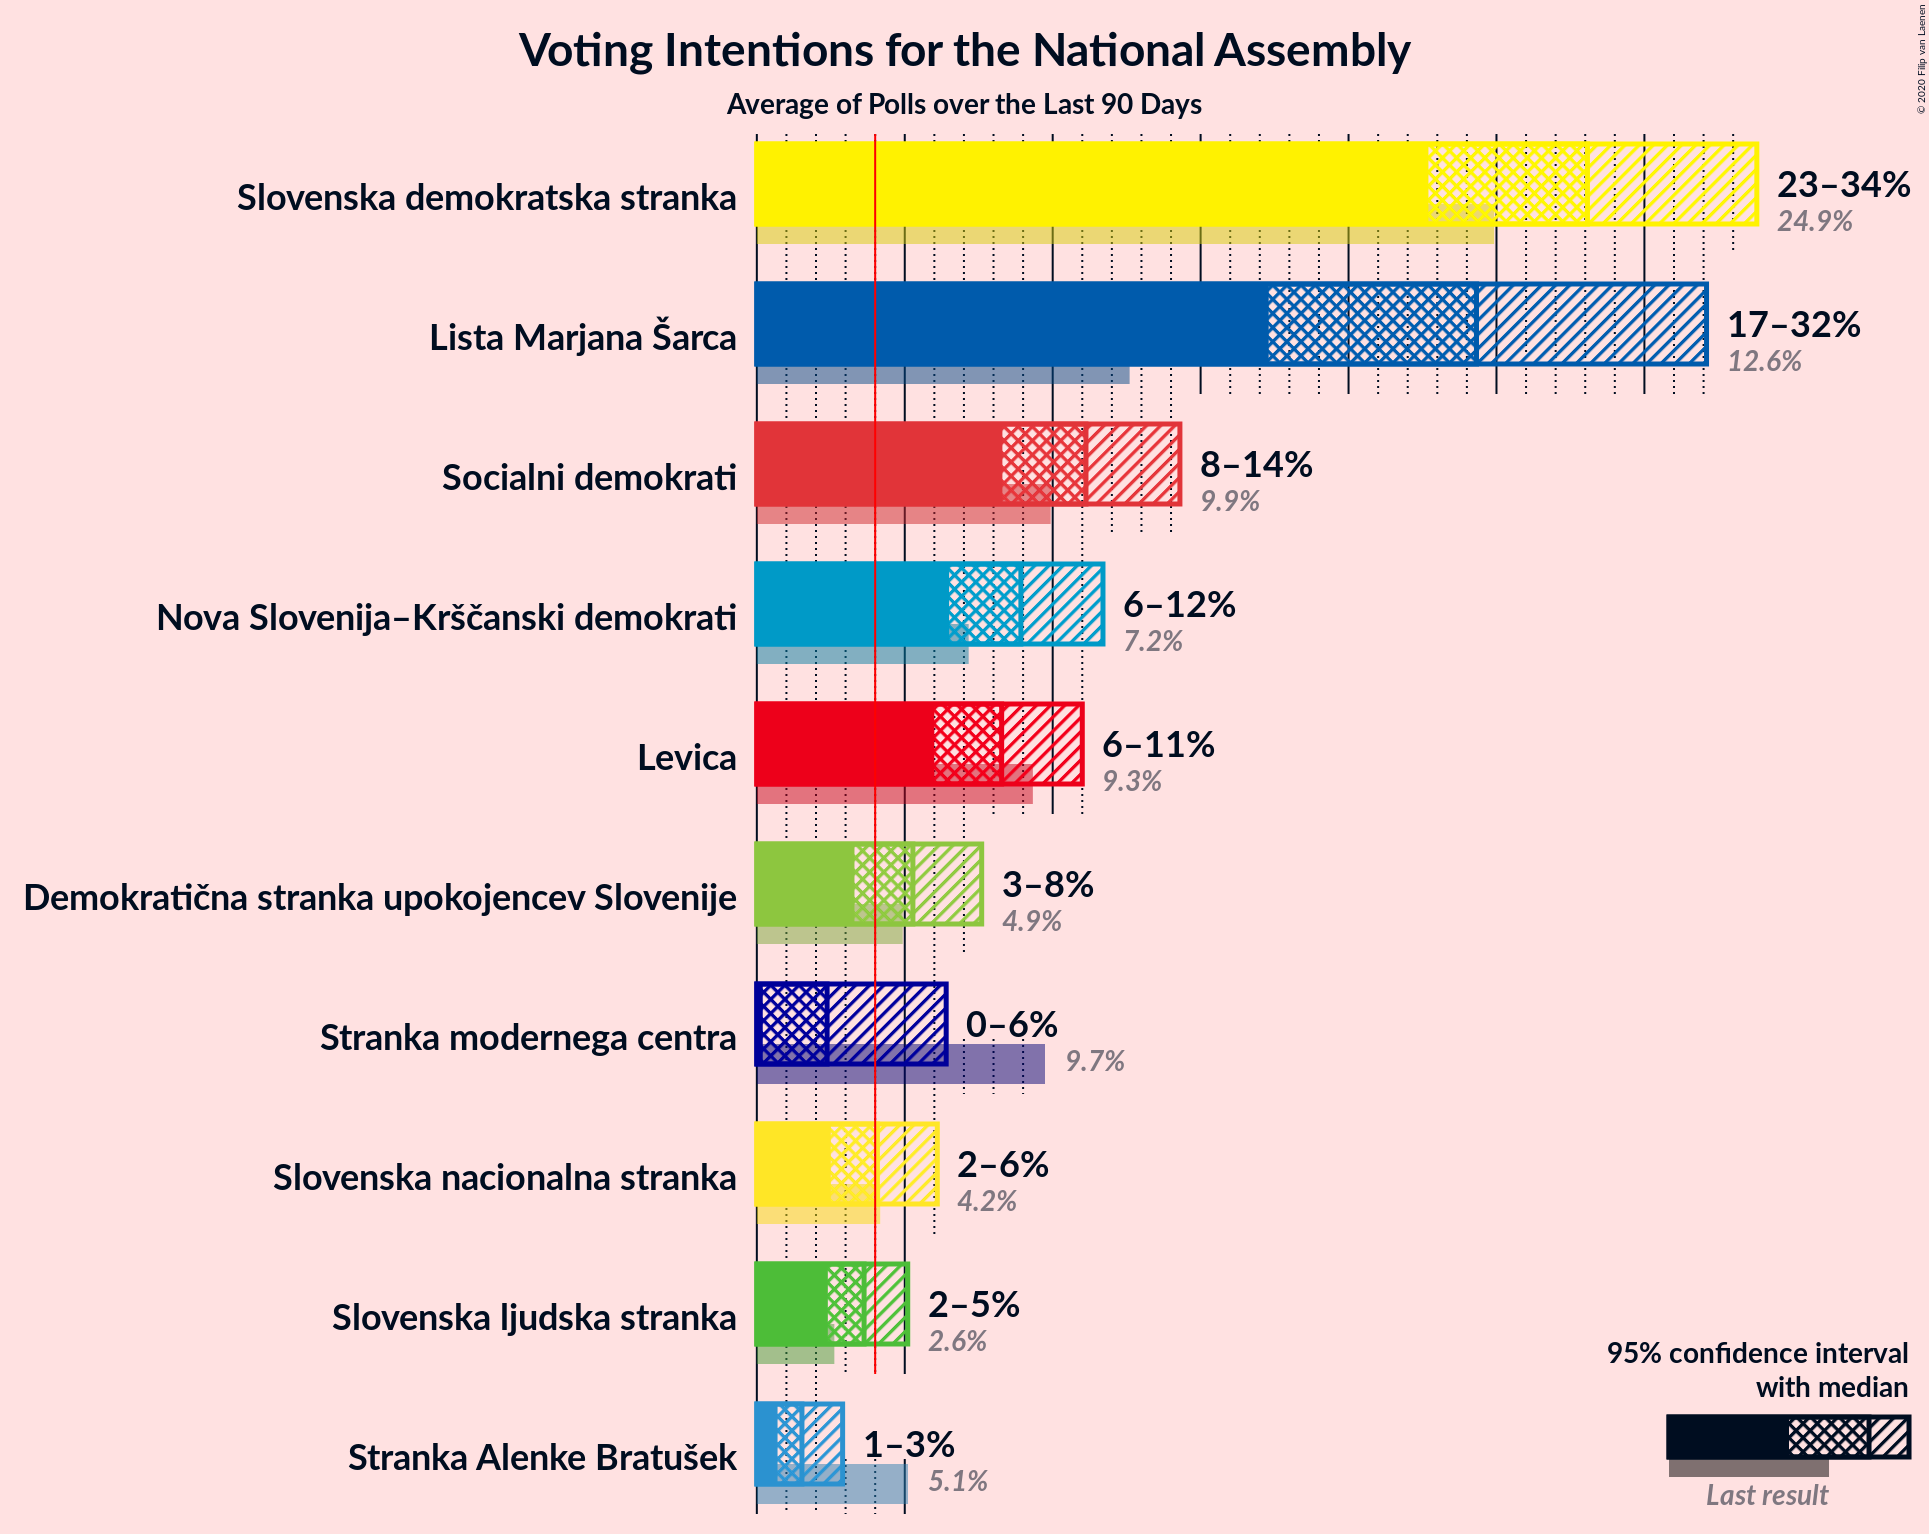 Voting Intentions for the National Assembly
Average of Polls over the Last 90 Days
© 2020 Filip van Laenen
Slovenska demokratska stranka
23–34%
24.9%
Lista Marjana Šarca
17–32%
12.6%
Socialni demokrati
8–14%
9.9%
Nova Slovenija–Krščanski demokrati
6–12%
7.2%
Levica
6–11%
9.3%
Demokratična stranka upokojencev Slovenije
3–8%
4.9%
Stranka modernega centra
0–6%
9.7%
Slovenska nacionalna stranka
2–6%
4.2%
Slovenska ljudska stranka
2–5%
2.6%
Stranka Alenke Bratušek
1–3%
5.1%
95% confidence interval
with median
Last result